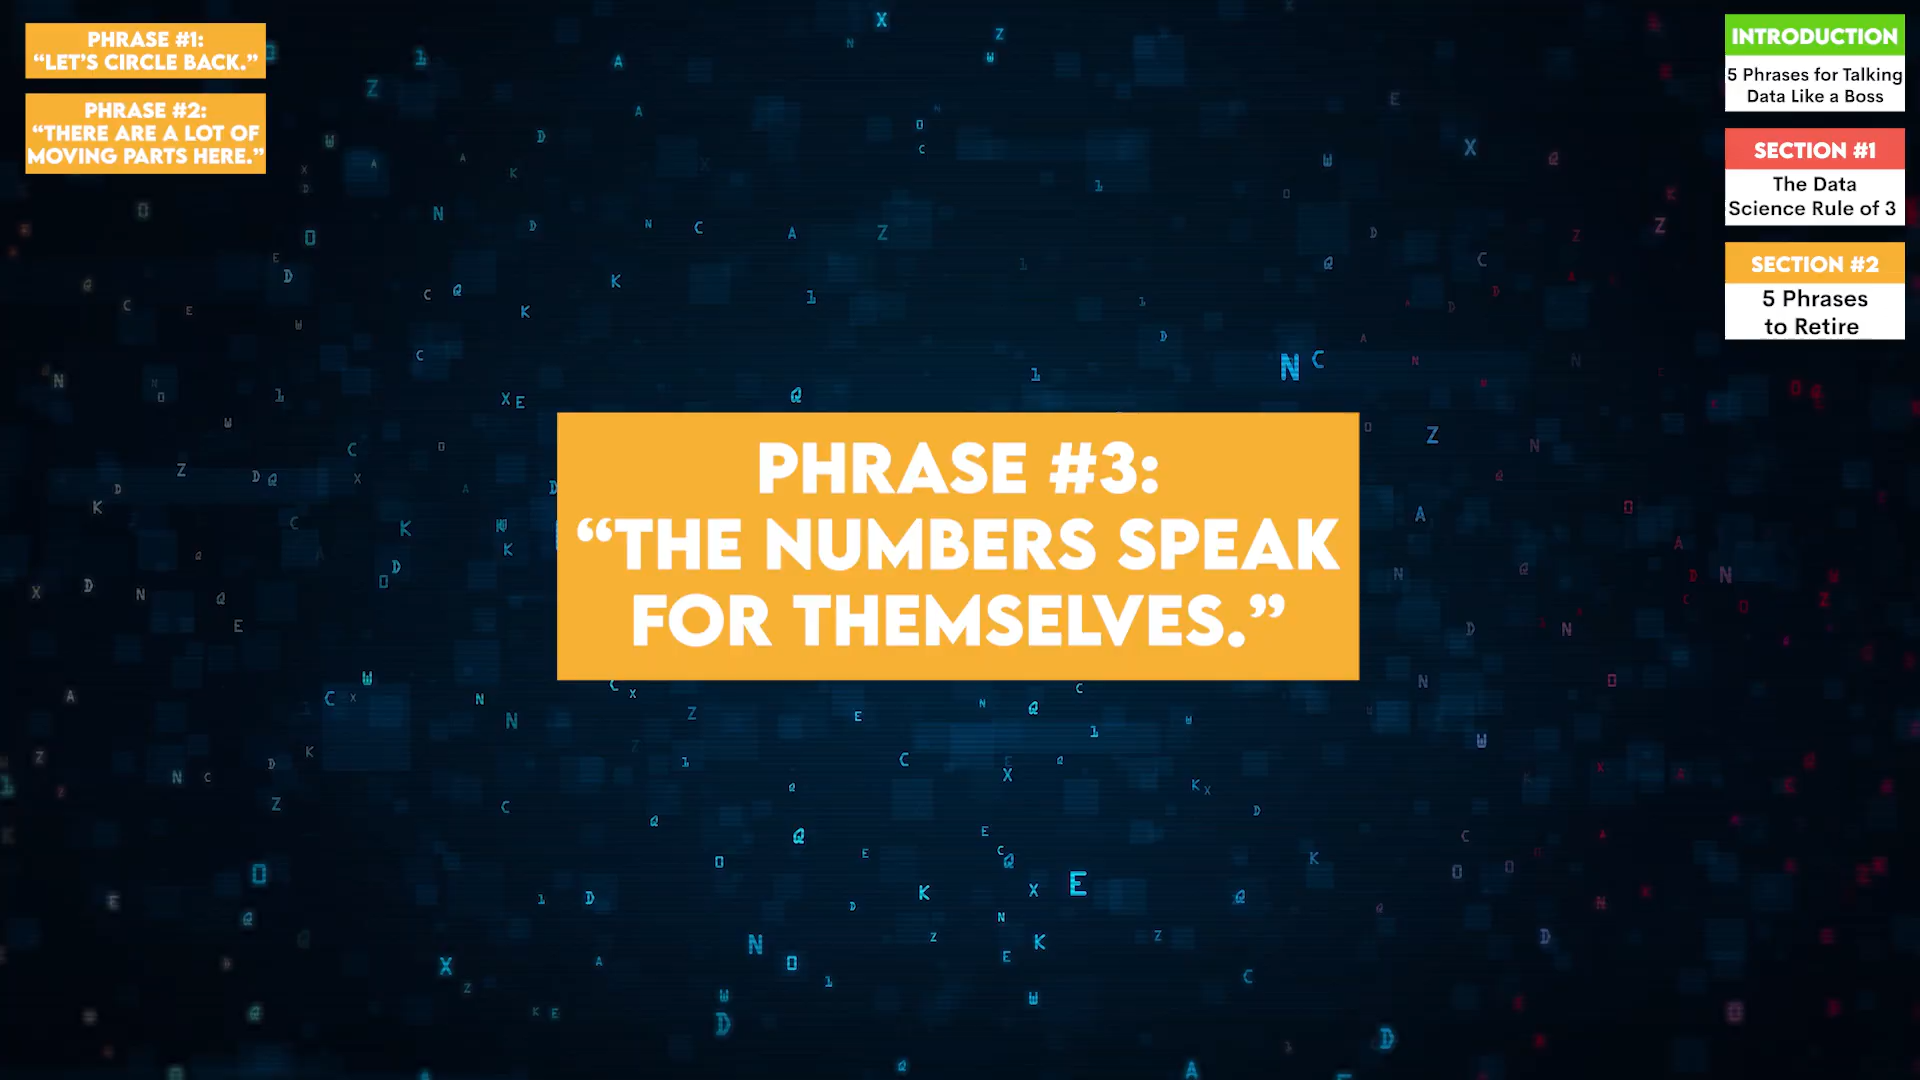 PHRASE #1:
“LET’S CIRCLE BACK.”
PHRASE #2:
“THERE ARE A LOT OF
MOVING PARTS HERE.”
PHRASE #3:
“THE NUMBERS SPEAK
FOR THEMSELVES.”
INTRODUCTION
5 Phrases for Talking
Data Like a Boss
SECTION #1
The Data
Science Rule of 3
SECTION #2
5 Phrases
to Retire